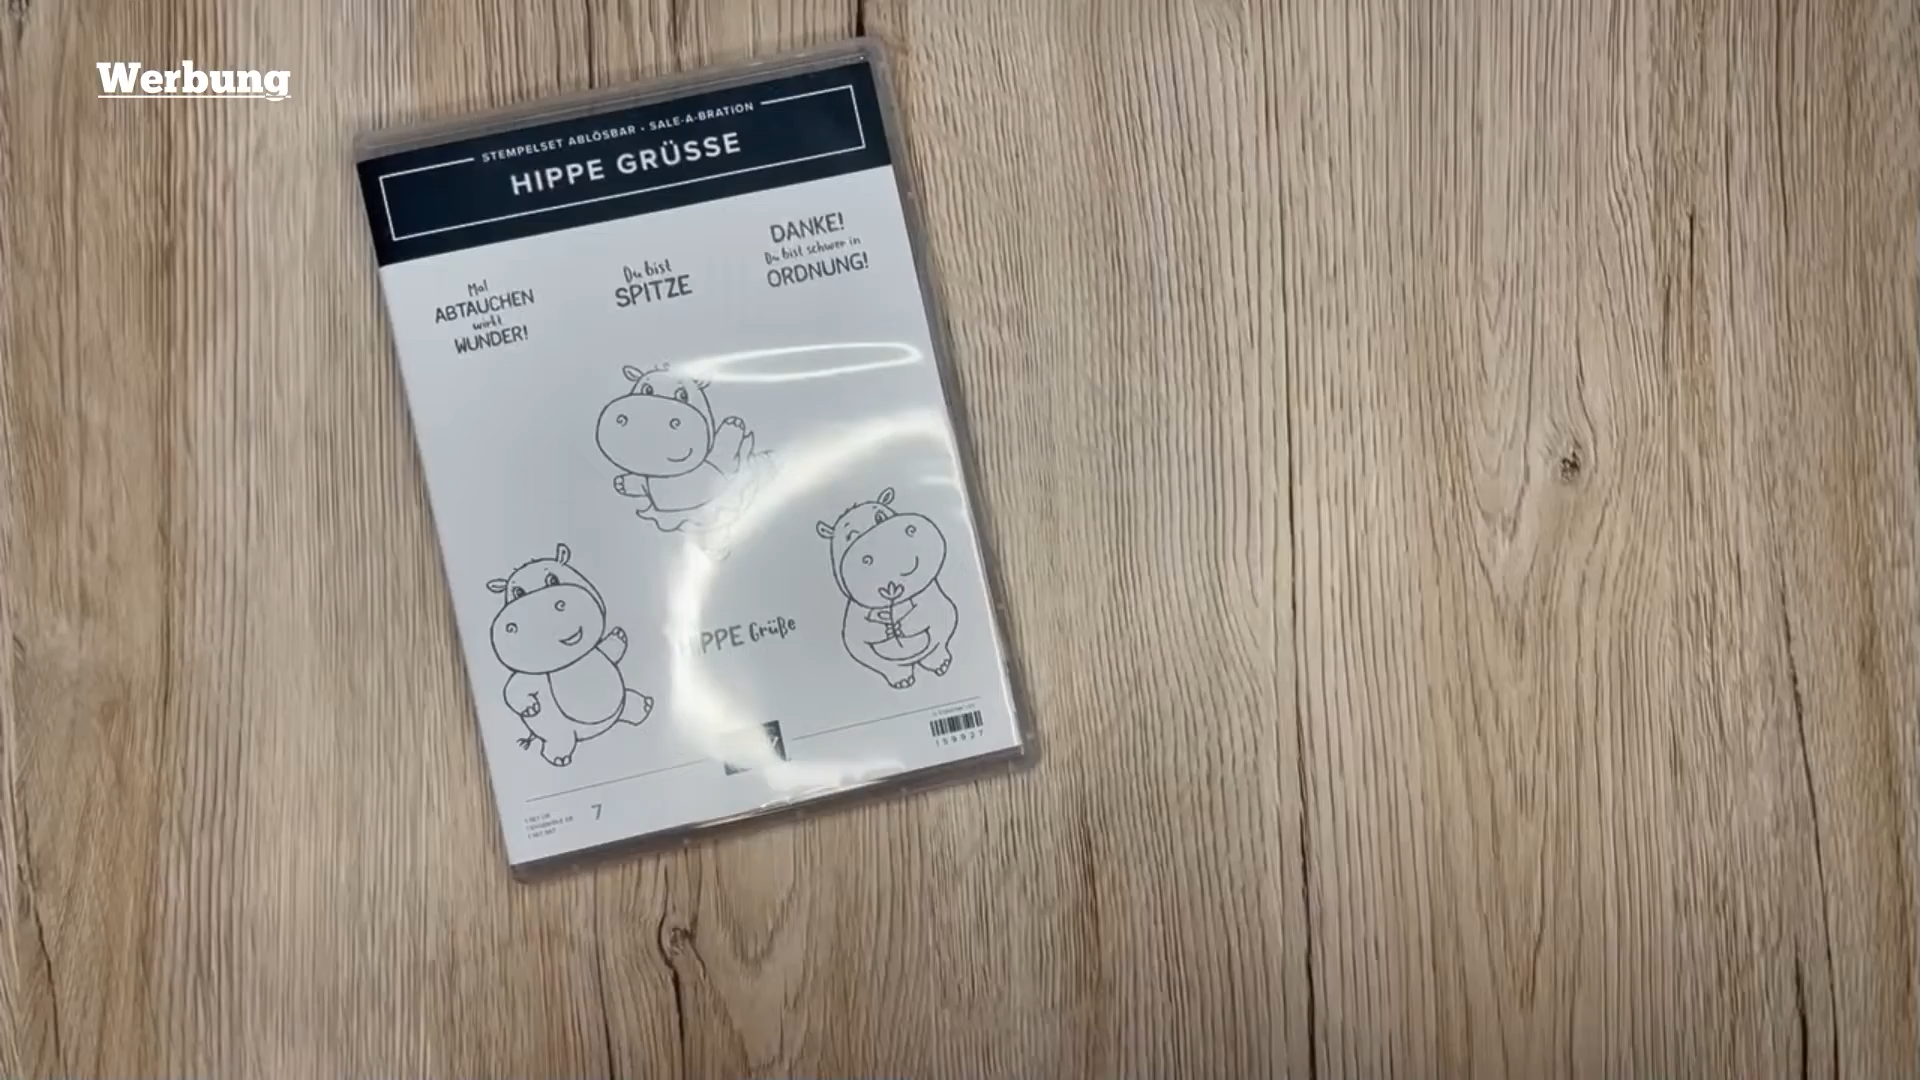 Werbung
STEMPELSET ABLÖSBAR • SALE-A-BRATION
HIPPE GRÜSSE
Mal
ABTAUCHEN
wirkt
WUNDER!
Du bist
SPITZE
DANKE!
Du bist schwer in
ORDNUNG!
HIPPE Grüße
159927
7